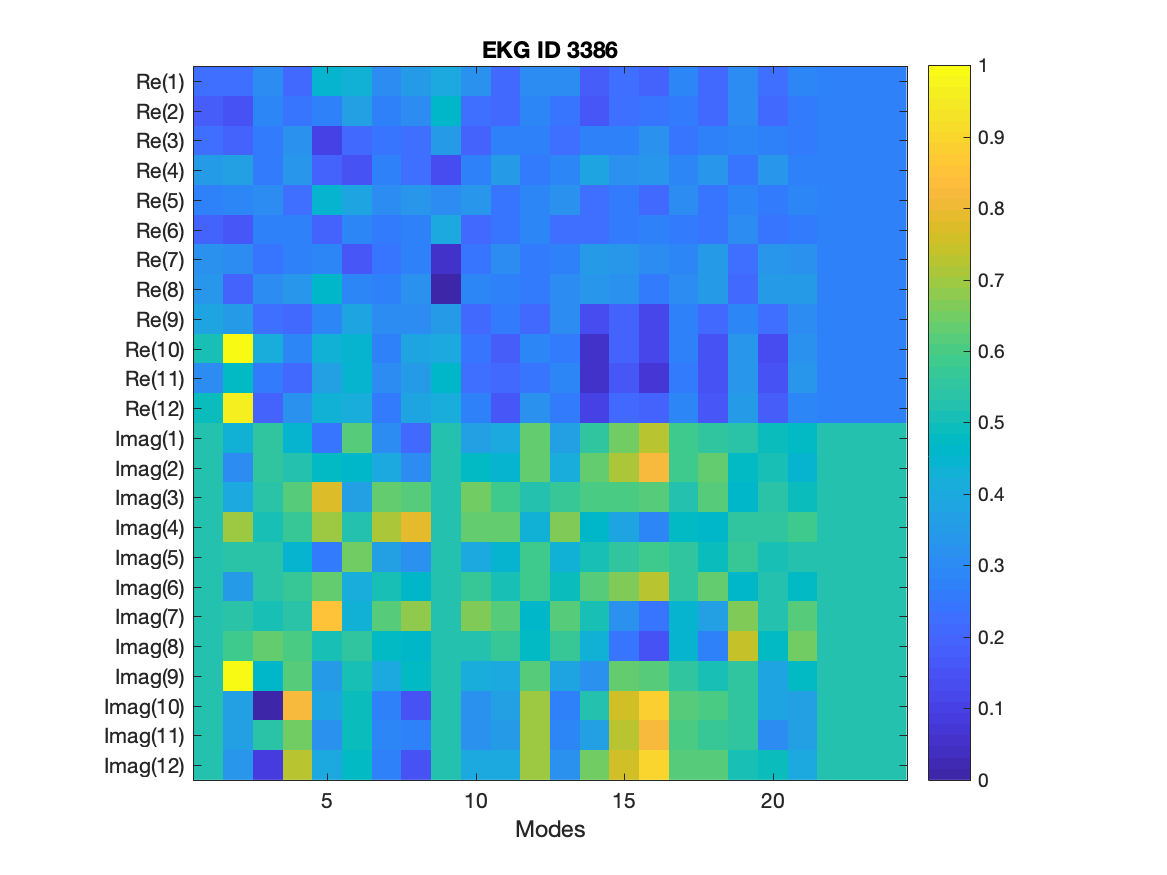 EKG ID 3386
Re(1)
Re(2)
Re(3)
Re(4)
Re(5)
Re(6)
Re(7)
Re(8)
Re(9)
Re(10)
Re(11)
Re(12)
Imag(1)
Imag(2)
Imag(3)
Imag(4)
Imag(5)
Imag(6)
Imag(7)
Imag(8)
Imag(9)
Imag(10)
Imag(11)
Imag(12)
5 10 15 20
Modes
1
0.9
0.8
0.7
0.6
0.5
0.4
0.3
0.2
0.1
0